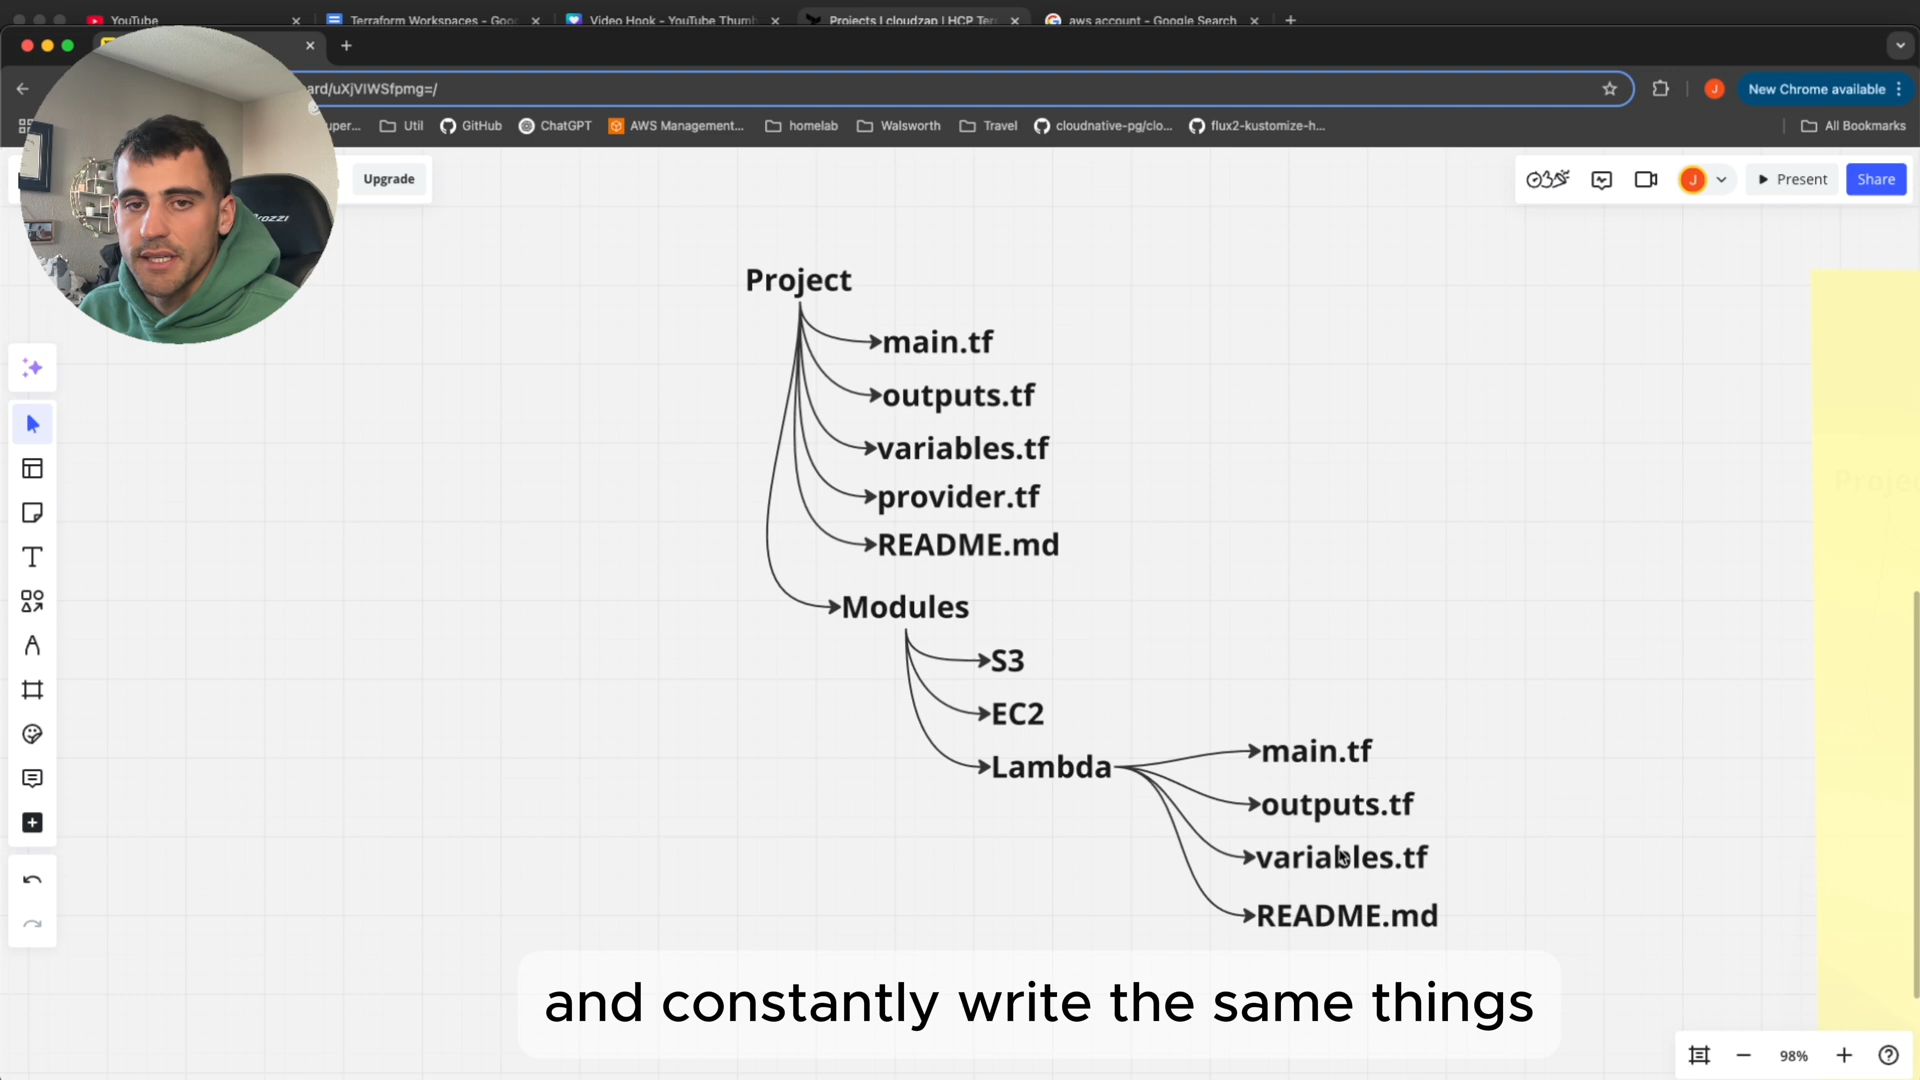 YouTube
Terraform Workspaces - Goo
Video Hook - YouTube Thumb
Projects | cloudzap | HCP Ter
aws account - Google Search
ard/uXjVIWSfpmg=/
New Chrome available
uper...
Util
GitHub
ChatGPT
AWS Management...
homelab
Walsworth
Travel
cloudnative-pg/clo...
flux2-kustomize-h...
All Bookmarks
Upgrade
J
Present
Share
Project
main.tf
outputs.tf
variables.tf
provider.tf
README.md
Modules
S3
EC2
Lambda
main.tf
outputs.tf
variables.tf
README.md
Projec
and constantly write the same things
98%